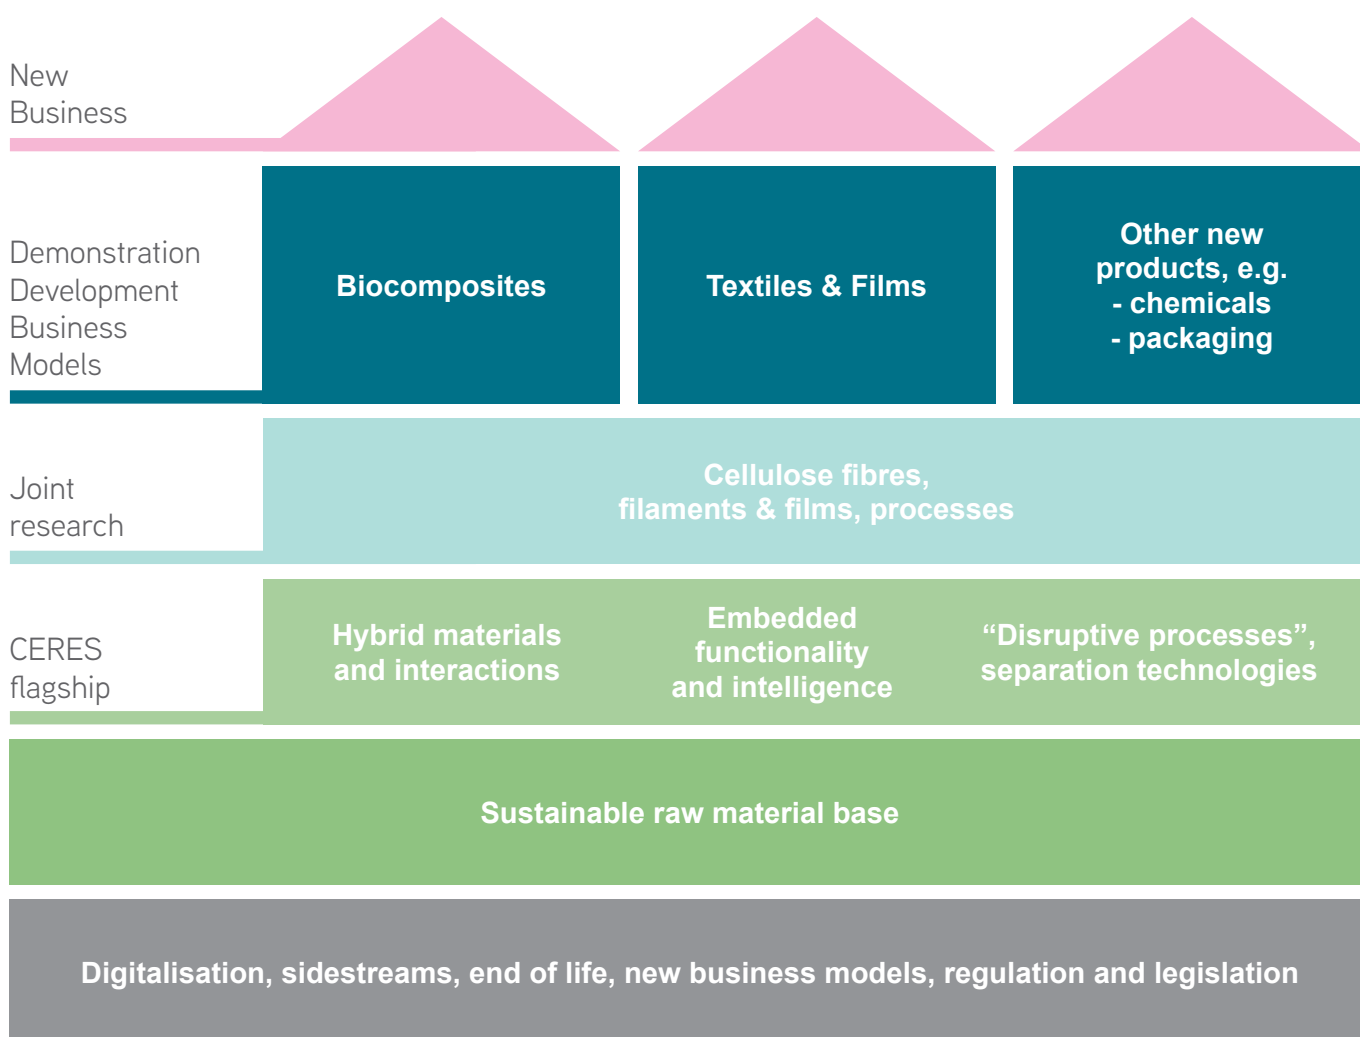 New
Business
Demonstration
Development
Business
Models
Biocomposites
Textiles & Films
Other new
products, e.g.
- chemicals
- packaging
Joint
research
Cellulose fibres,
filaments & films, processes
CERES
flagship
Hybrid materials
and interactions
Embedded
functionality
and intelligence
“Disruptive processes”,
separation technologies
Sustainable raw material base
Digitalisation, sidestreams, end of life, new business models, regulation and legislation